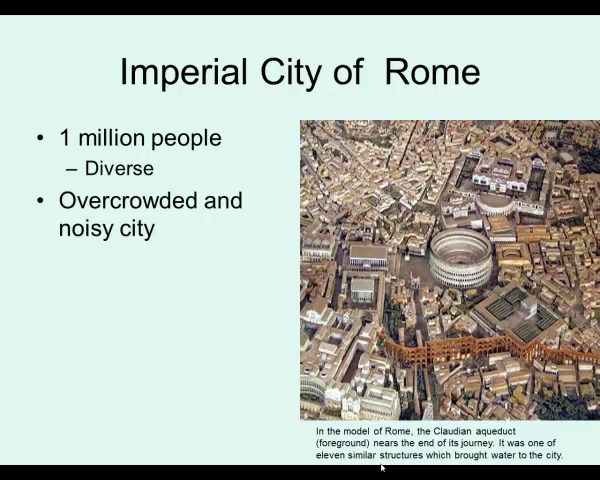 Imperial City of  Rome
• 1 million people
– Diverse
• Overcrowded and
noisy city
In the model of Rome, the Claudian aqueduct
(foreground) nears the end of its journey. It was one of
eleven similar structures which brought water to the city.